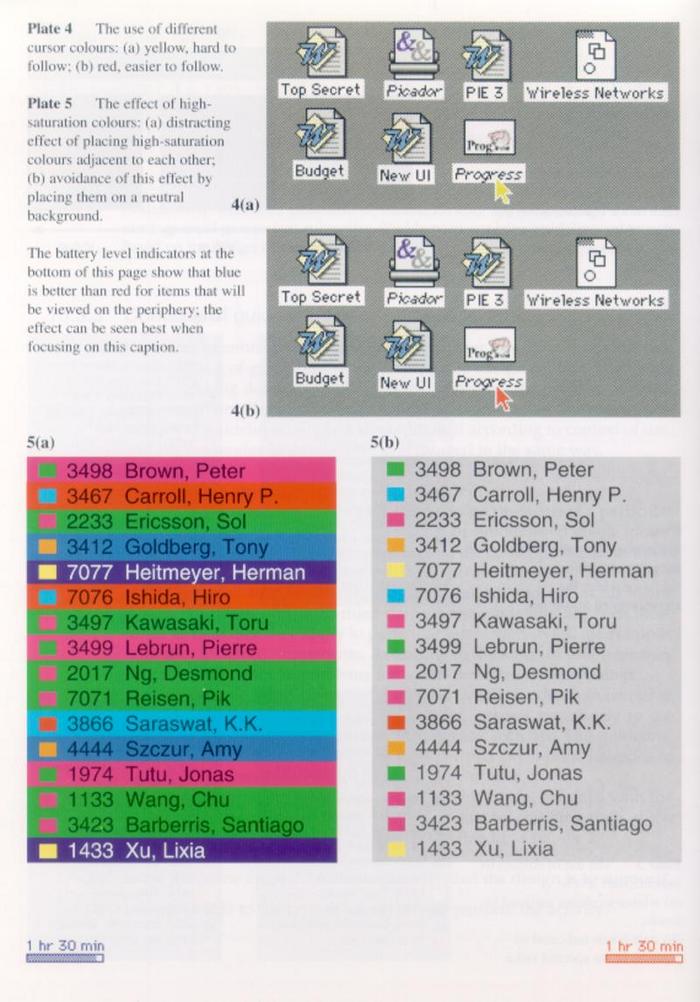 Plate 4 The use of different
cursor colours: (a) yellow, hard to
follow; (b) red, easier to follow.
Plate 5 The effect of high-
saturation colours: (a) distracting
effect of placing high-saturation
colours adjacent to each other;
(b) avoidance of this effect by
placing them on a neutral
background.
The battery level indicators at the
bottom of this page show that blue
is better than red for items that will
be viewed on the periphery; the
effect can be seen best when
focusing on this caption.
4(a)
Top Secret Picador PIE 3 Wireless Networks
Budget New UI Progress
4(b)
Top Secret Picador PIE 3 Wireless Networks
Budget New UI Progress
5(a)
3498 Brown, Peter
3467 Carroll, Henry P.
2233 Ericsson, Sol
3412 Goldberg, Tony
7077 Heitmeyer, Herman
7076 Ishida, Hiro
3497 Kawasaki, Toru
3499 Lebrun, Pierre
2017 Ng, Desmond
7071 Reisen, Pik
3866 Saraswat, K.K.
4444 Szczur, Amy
1974 Tutu, Jonas
1133 Wang, Chu
3423 Barberris, Santiago
1433 Xu, Lixia
5(b)
3498 Brown, Peter
3467 Carroll, Henry P.
2233 Ericsson, Sol
3412 Goldberg, Tony
7077 Heitmeyer, Herman
7076 Ishida, Hiro
3497 Kawasaki, Toru
3499 Lebrun, Pierre
2017 Ng, Desmond
7071 Reisen, Pik
3866 Saraswat, K.K.
4444 Szczur, Amy
1974 Tutu, Jonas
1133 Wang, Chu
3423 Barberris, Santiago
1433 Xu, Lixia
1 hr 30 min
1 hr 30 min